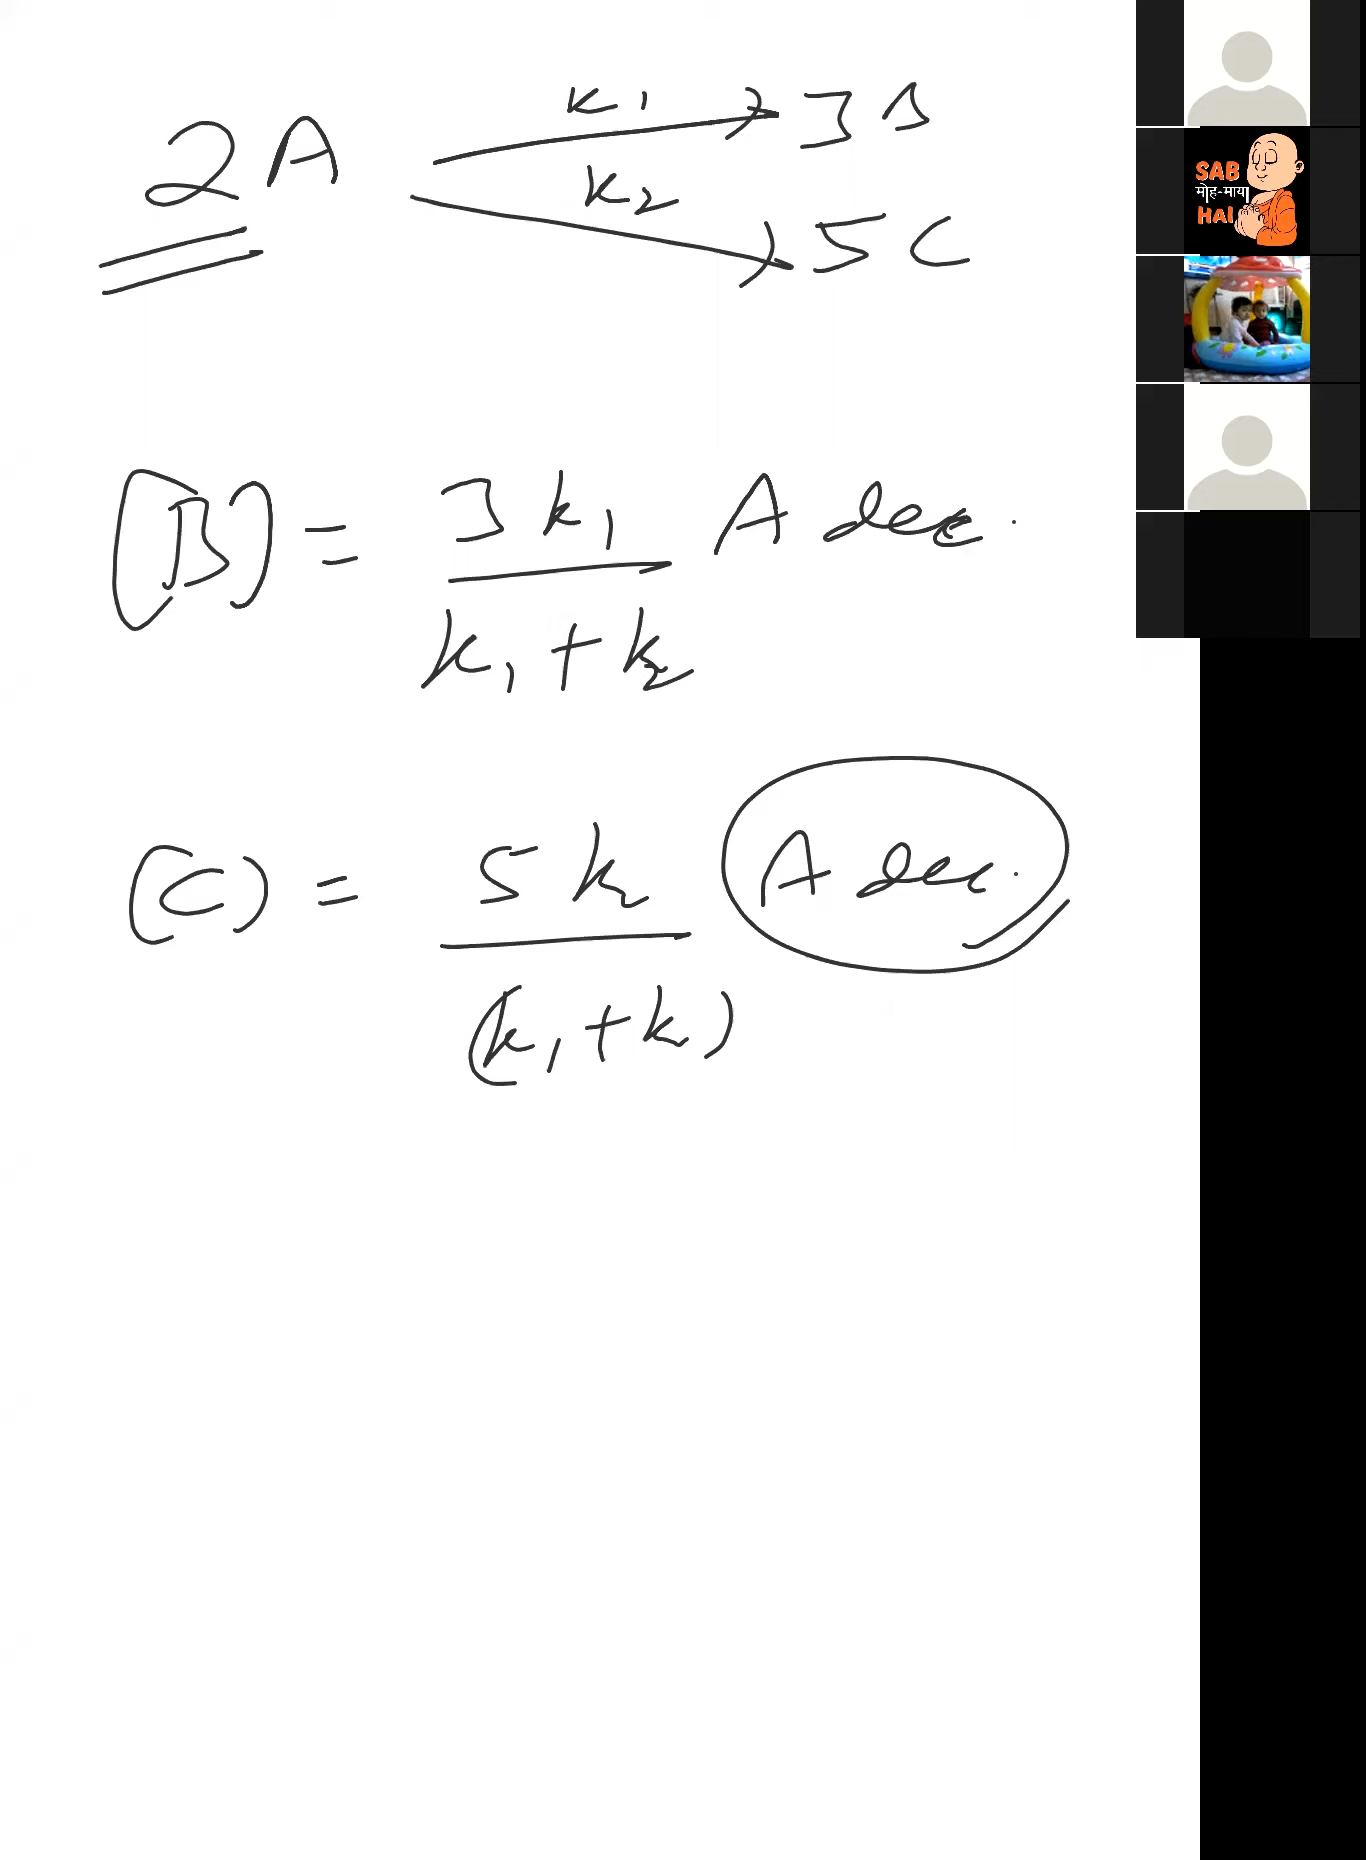 2A
k1 → 3B
k2 → 5C
[B] = 3k1 A dec.
k1 + k2
(C) = 5k2 A dec.
(k1 + k2)
SAB
मोह-माया
HAI